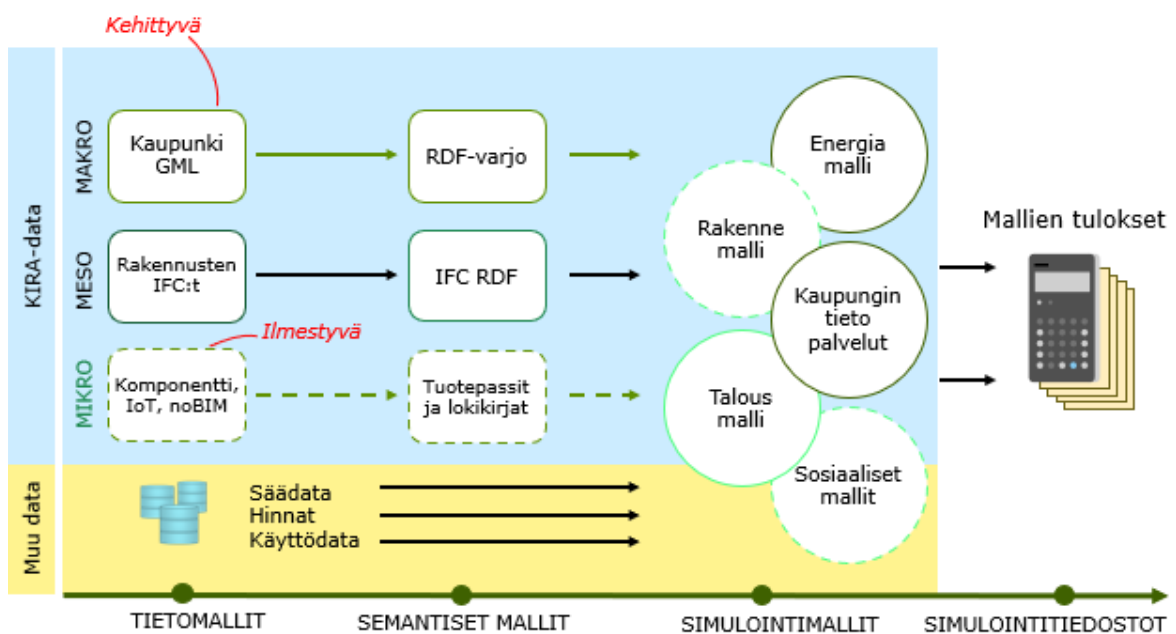 Kehittyvä
KIRA-data
MAKRO
Kaupunki
GML
RDF-varjo
Energia
malli
Rakenne
malli
Mallien tulokset
MESO
Rakennusten
IFC:t
IFC RDF
Kaupungin
tieto
palvelut
Ilmestyvä
MIKRO
Komponentti,
IoT, noBIM
Tuotepassit
ja lokikirjat
Talous
malli
Sosiaaliset
mallit
Muu data
Säädata
Hinnat
Käyttödata
TIETOMALLIT
SEMANTISET MALLIT
SIMULOINTIMALLIT
SIMULOINTITIEDOSTOT